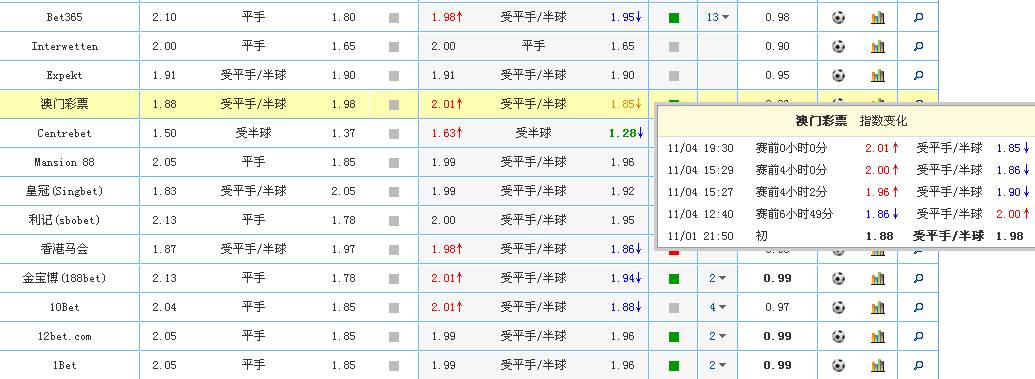 Bet365 2.10 平手 1.80 1.98↑ 受平手/半球 1.95↓ 13 0.98
Interwetten 2.00 平手 1.65 2.00 平手 1.65 0.90
Expekt 1.91 受平手/半球 1.90 1.91 受平手/半球 1.90 0.95
澳门彩票 1.88 受平手/半球 1.98 2.01↑ 受平手/半球 1.85↓
澳门彩票 指数变化
Centrebet 1.50 受半球 1.37 1.63↑ 受半球 1.28↓
11/04 19:30 赛前0小时0分 2.01↑ 受平手/半球 1.85↓
Mansion 88 2.05 平手 1.85 1.99 受平手/半球 1.96
11/04 15:29 赛前4小时0分 2.00↑ 受平手/半球 1.86↓
皇冠(Singbet) 1.83 受平手/半球 2.05 1.99 受平手/半球 1.92
11/04 15:27 赛前4小时2分 1.96↑ 受平手/半球 1.90↓
利记(sbobet) 2.13 平手 1.78 2.00 受平手/半球 1.95
11/04 12:40 赛前6小时49分 1.86↓ 受平手/半球 2.00↑
11/01 21:50 初 1.88 受平手/半球 1.98
香港马会 1.87 受平手/半球 1.97 1.98↑ 受平手/半球 1.86↓
金宝博(188bet) 2.13 平手 1.78 2.01↑ 受平手/半球 1.94↓ 2 0.99
10Bet 2.04 平手 1.85 2.01↑ 受平手/半球 1.88↓ 4 0.97
12bet.com 2.05 平手 1.85 1.99 受平手/半球 1.96 2 0.99
1Bet 2.05 平手 1.85 1.99 受平手/半球 1.96 2 0.99